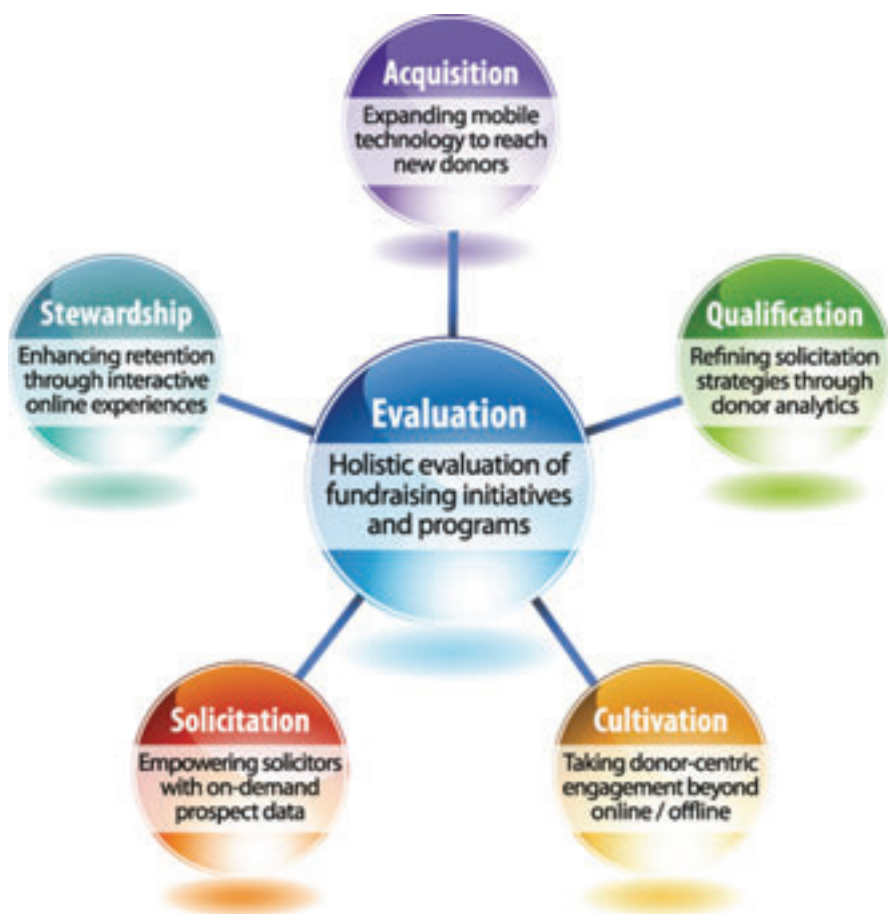 Acquisition
Expanding mobile
technology to reach
new donors
Stewardship
Enhancing retention
through interactive
online experiences
Qualification
Refining solicitation
strategies through
donor analytics
Evaluation
Holistic evaluation of
fundraising initiatives
and programs
Solicitation
Empowering solicitors
with on-demand
prospect data
Cultivation
Taking donor-centric
engagement beyond
online / offline